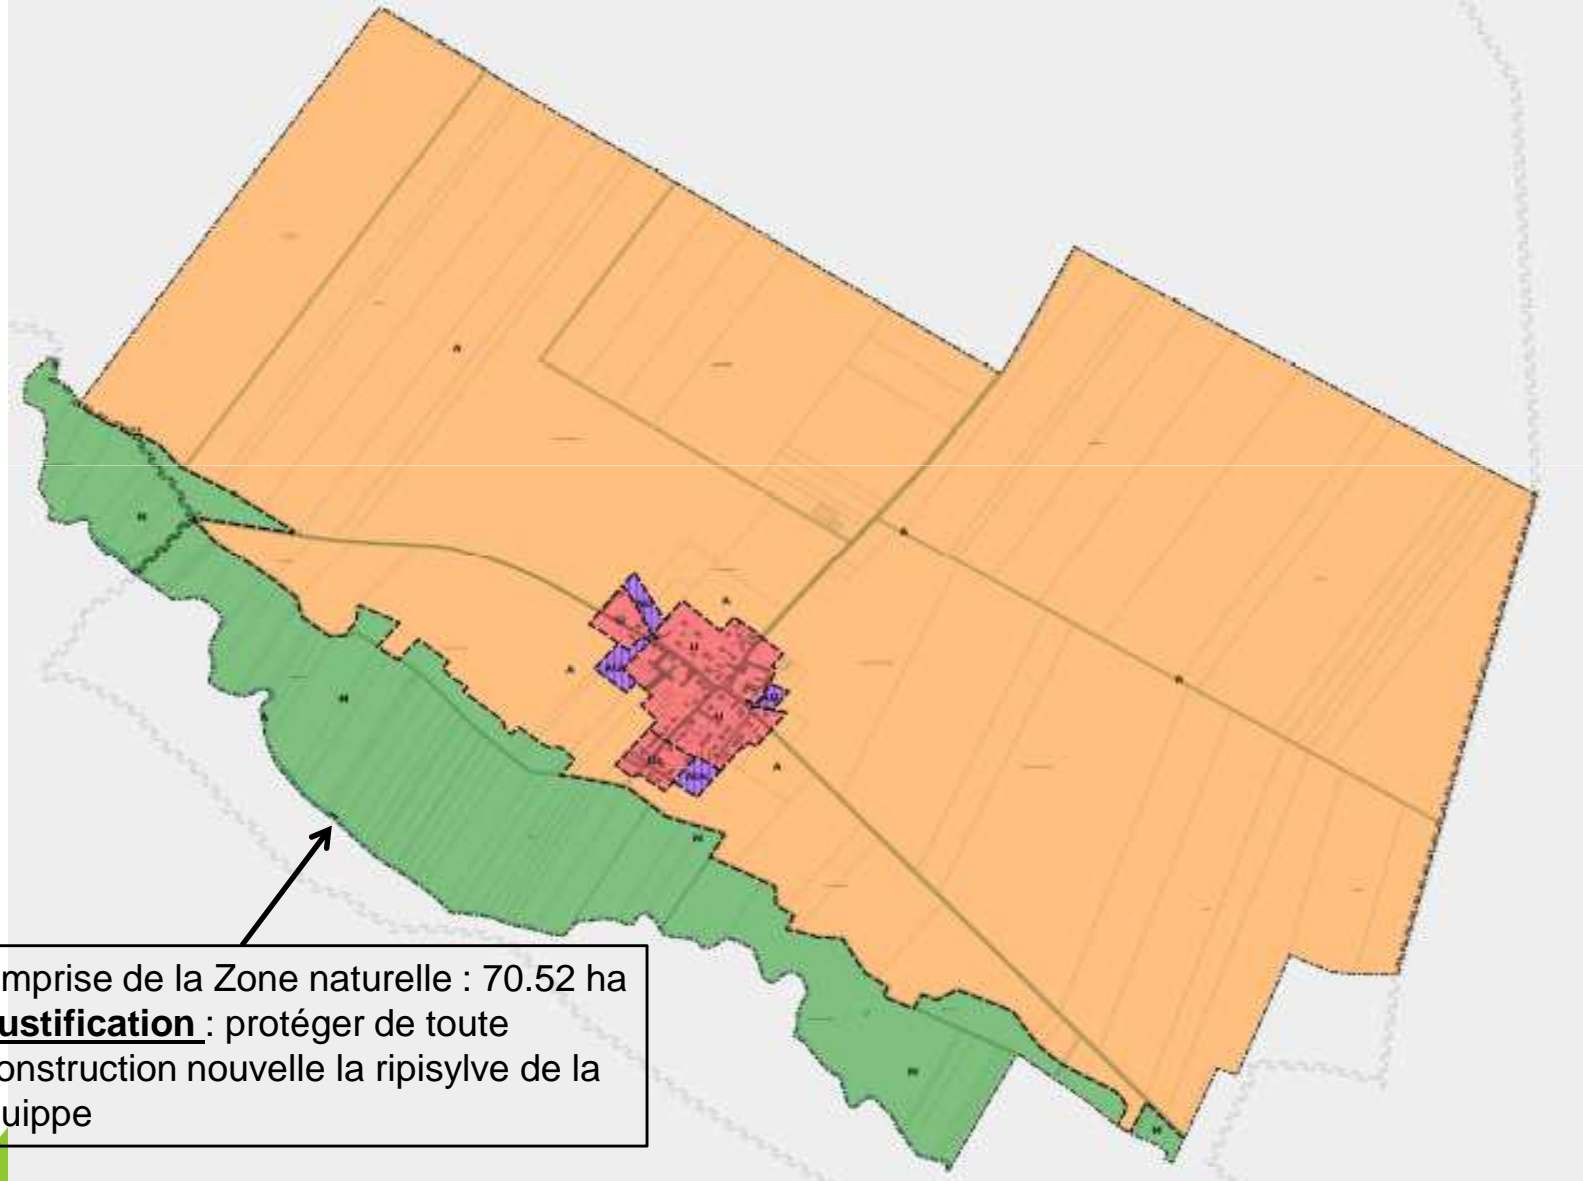 A
A
A
A
U
A
N
A
N
U
A
N
N
N
mprise de la Zone naturelle : 70.52 ha
ustification : protéger de toute
onstruction nouvelle la ripisylve de la
uippe